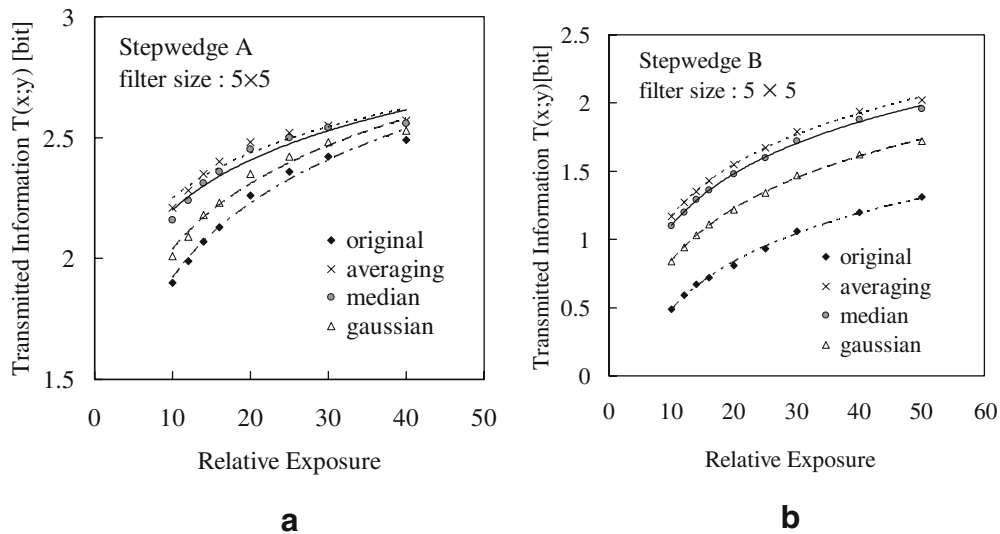 Transmitted Information T(x;y) [bit]
3
2.5
2
1.5
Stepwedge A
filter size : 5×5
original
averaging
median
gaussian
0 10 20 30 40 50
Relative Exposure
a
Transmitted Information T(x;y)[bit]
2.5
2
1.5
1
0.5
0
Stepwedge B
filter size : 5 × 5
original
averaging
median
gaussian
0 10 20 30 40 50 60
Relative Exposure
b